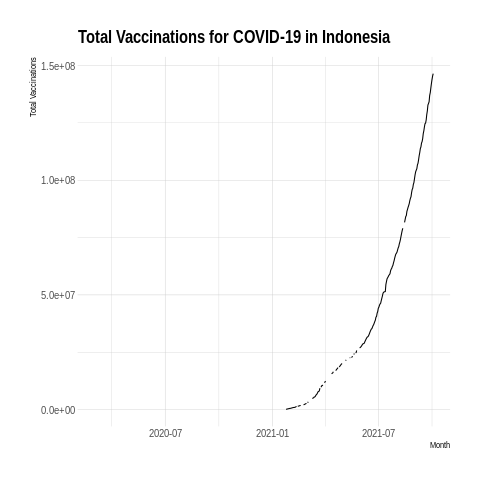 Total Vaccinations for COVID-19 in Indonesia
Total Vaccinations
1.5e+08
1.0e+08
5.0e+07
0.0e+00
2020-07 2021-01 2021-07
Month